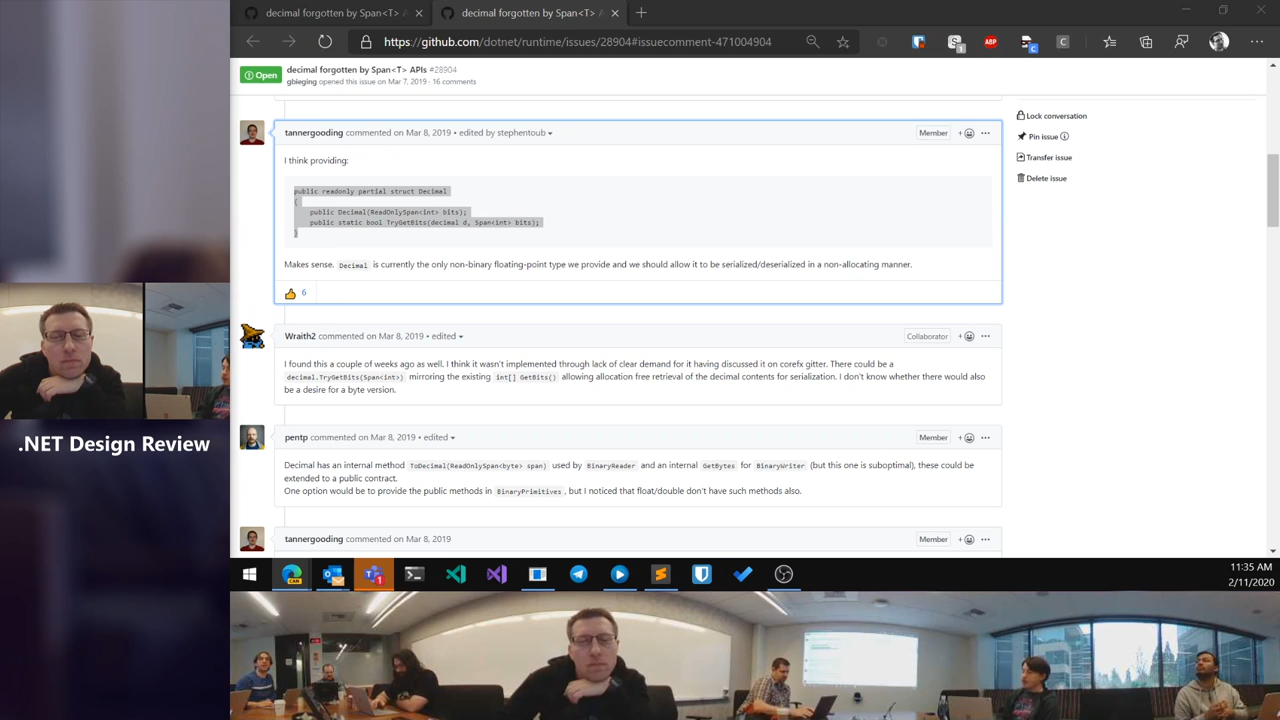 decimal forgotten by Span<T> A
decimal forgotten by Span<T> A
https://github.com/dotnet/runtime/issues/28904#issuecomment-471004904
Open
decimal forgotten by Span<T> APIs #28904
gbieging opened this issue on Mar 7, 2019 · 16 comments
tannergooding commented on Mar 8, 2019 • edited by stephentoub
Member
I think providing:
public readonly partial struct Decimal
{
public Decimal(ReadOnlySpan<int> bits);
public static bool TryGetBits(decimal d, Span<int> bits);
}
Makes sense. Decimal is currently the only non-binary floating-point type we provide and we should allow it to be serialized/deserialized in a non-allocating manner.
6
Lock conversation
Pin issue
Transfer issue
Delete issue
Wraith2 commented on Mar 8, 2019 • edited
Collaborator
I found this a couple of weeks ago as well. I think it wasn't implemented through lack of clear demand for it having discussed it on corefx gitter. There could be a
decimal.TryGetBits(Span<int>) mirroring the existing int[] GetBits() allowing allocation free retrieval of the decimal contents for serialization. I don't know whether there would also
be a desire for a byte version.
pentp commented on Mar 8, 2019 • edited
Member
Decimal has an internal method ToDecimal(ReadOnlySpan<byte> span) used by BinaryReader and an internal GetBytes for BinaryWriter (but this one is suboptimal), these could be
extended to a public contract.
One option would be to provide the public methods in BinaryPrimitives, but I noticed that float/double don't have such methods also.
tannergooding commented on Mar 8, 2019
Member
.NET Design Review
11:35 AM
2/11/2020